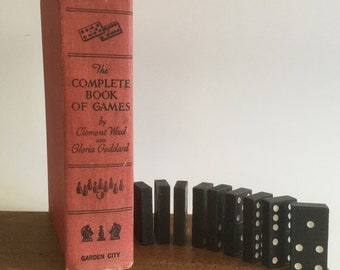 The
COMPLETE
BOOK
OF GAMES
by
Clement Wood
AND
Gloria Goddard
GARDEN CITY